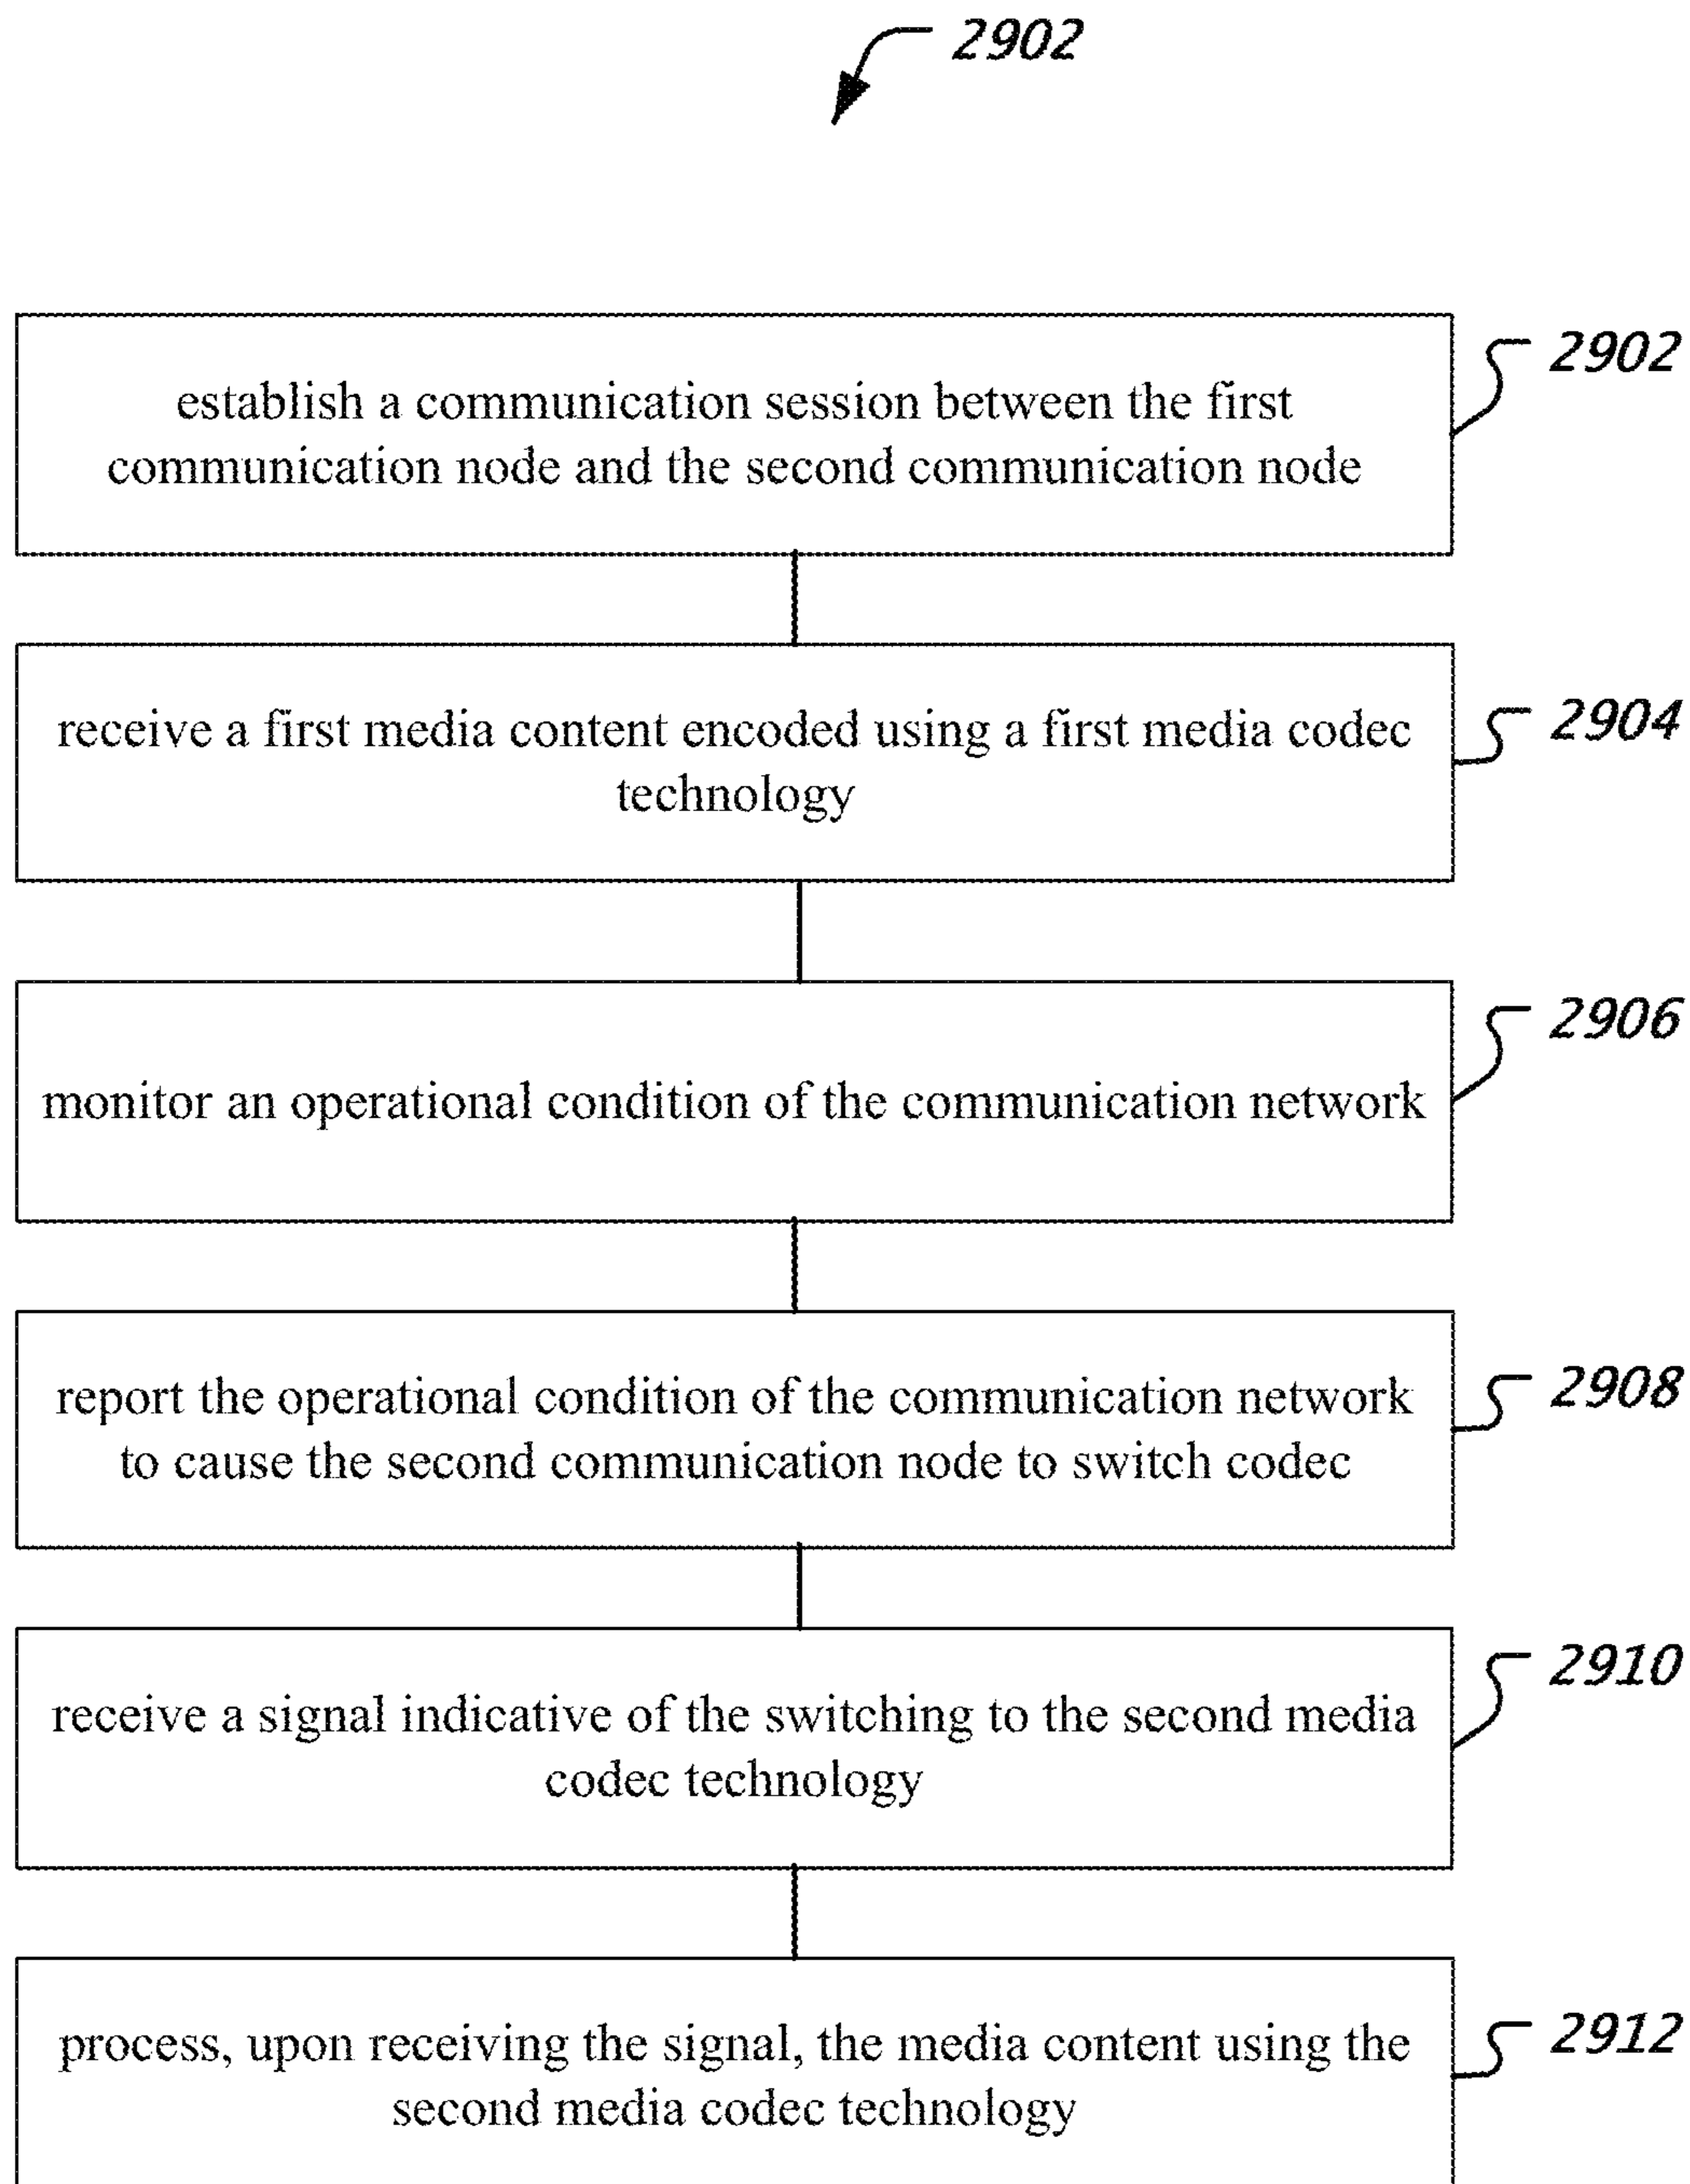 2902
establish a communication session between the first
communication node and the second communication node
2902
receive a first media content encoded using a first media codec
technology
2904
monitor an operational condition of the communication network
2906
report the operational condition of the communication network
to cause the second communication node to switch codec
2908
receive a signal indicative of the switching to the second media
codec technology
2910
process, upon receiving the signal, the media content using the
second media codec technology
2912